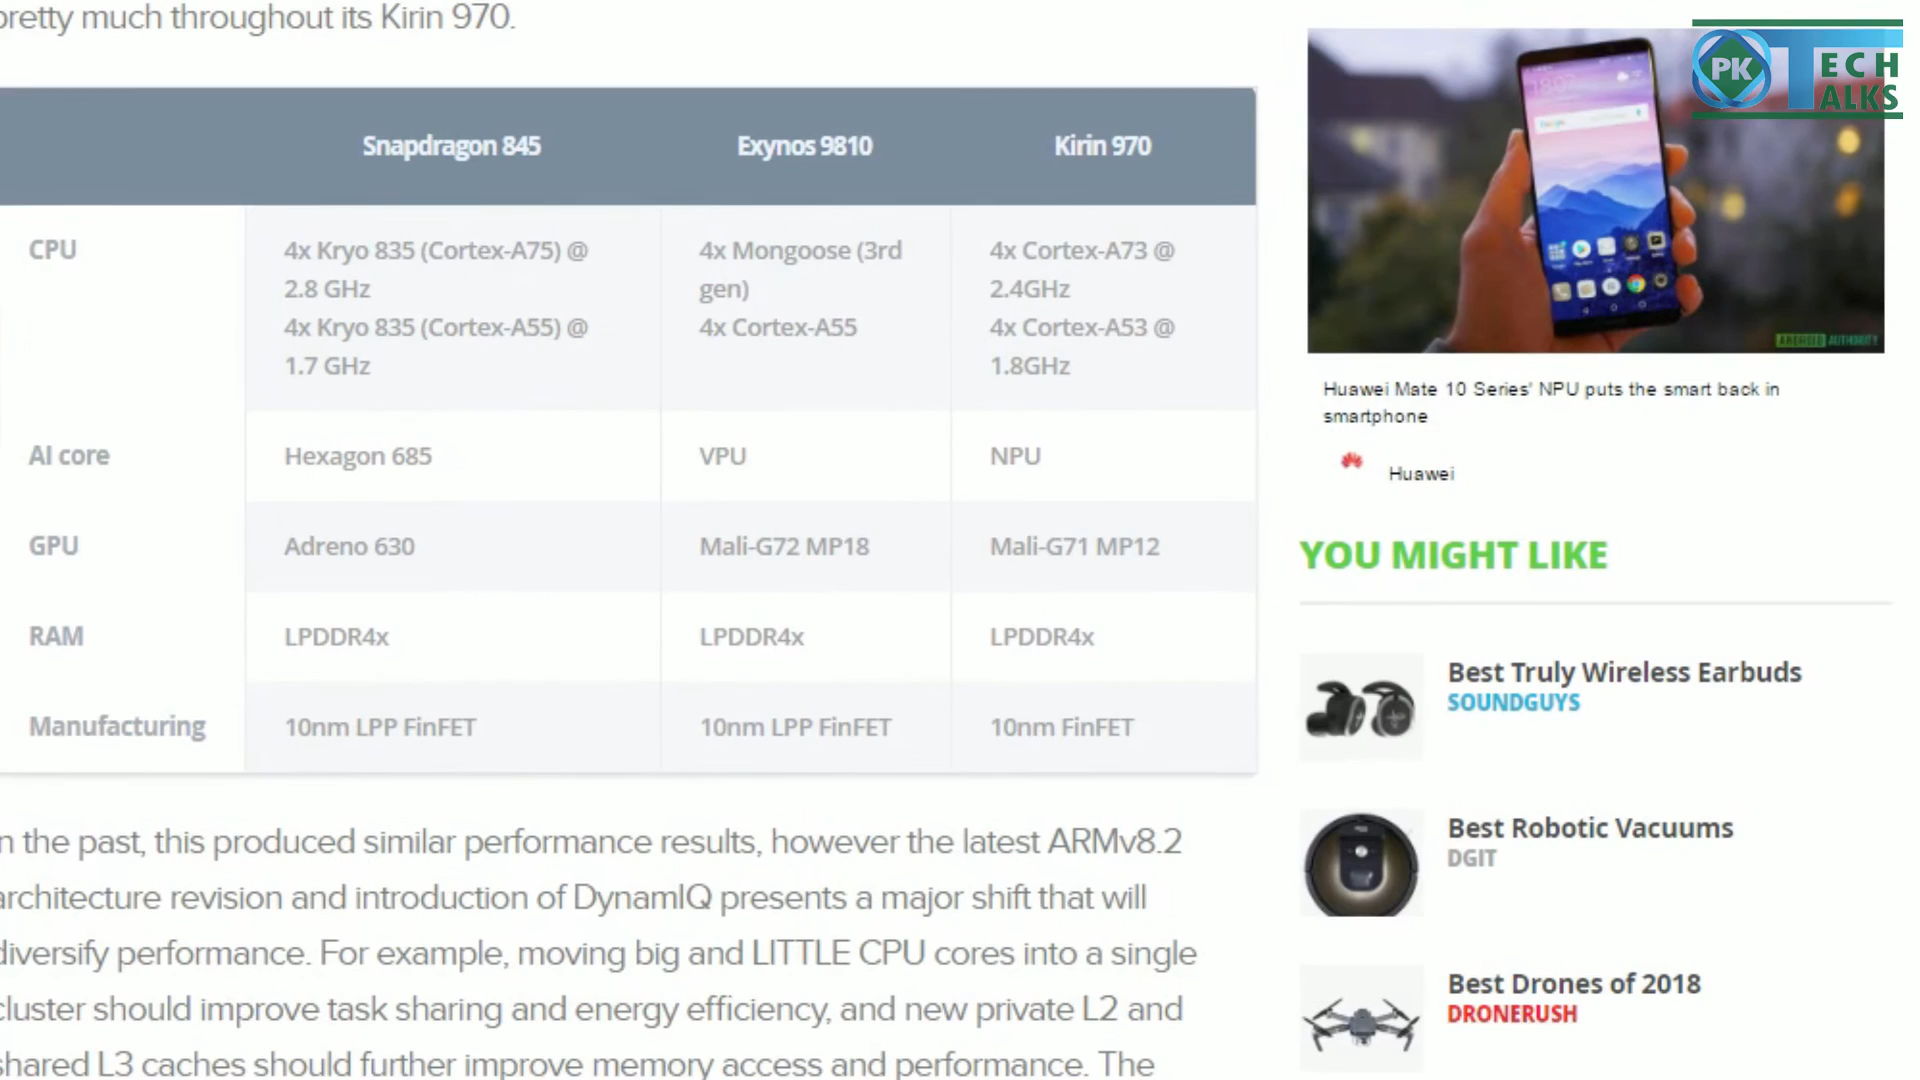 pretty much throughout its Kirin 970.
Snapdragon 845
Exynos 9810
Kirin 970
CPU
4x Kryo 835 (Cortex-A75) @
2.8 GHz
4x Kryo 835 (Cortex-A55) @
1.7 GHz
4x Mongoose (3rd
gen)
4x Cortex-A55
4x Cortex-A73 @
2.4GHz
4x Cortex-A53 @
1.8GHz
AI core
Hexagon 685
VPU
NPU
GPU
Adreno 630
Mali-G72 MP18
Mali-G71 MP12
RAM
LPDDR4x
LPDDR4x
LPDDR4x
Manufacturing
10nm LPP FinFET
10nm LPP FinFET
10nm FinFET
n the past, this produced similar performance results, however the latest ARMv8.2
architecture revision and introduction of DynamIQ presents a major shift that will
diversify performance. For example, moving big and LITTLE CPU cores into a single
cluster should improve task sharing and energy efficiency, and new private L2 and
shared L3 caches should further improve memory access and performance. The
PK TECH TALKS
Google
ANDROID AUTHORITY
Huawei Mate 10 Series' NPU puts the smart back in
smartphone
Huawei
YOU MIGHT LIKE
Best Truly Wireless Earbuds
SOUNDGUYS
Best Robotic Vacuums
DGIT
Best Drones of 2018
DRONERUSH